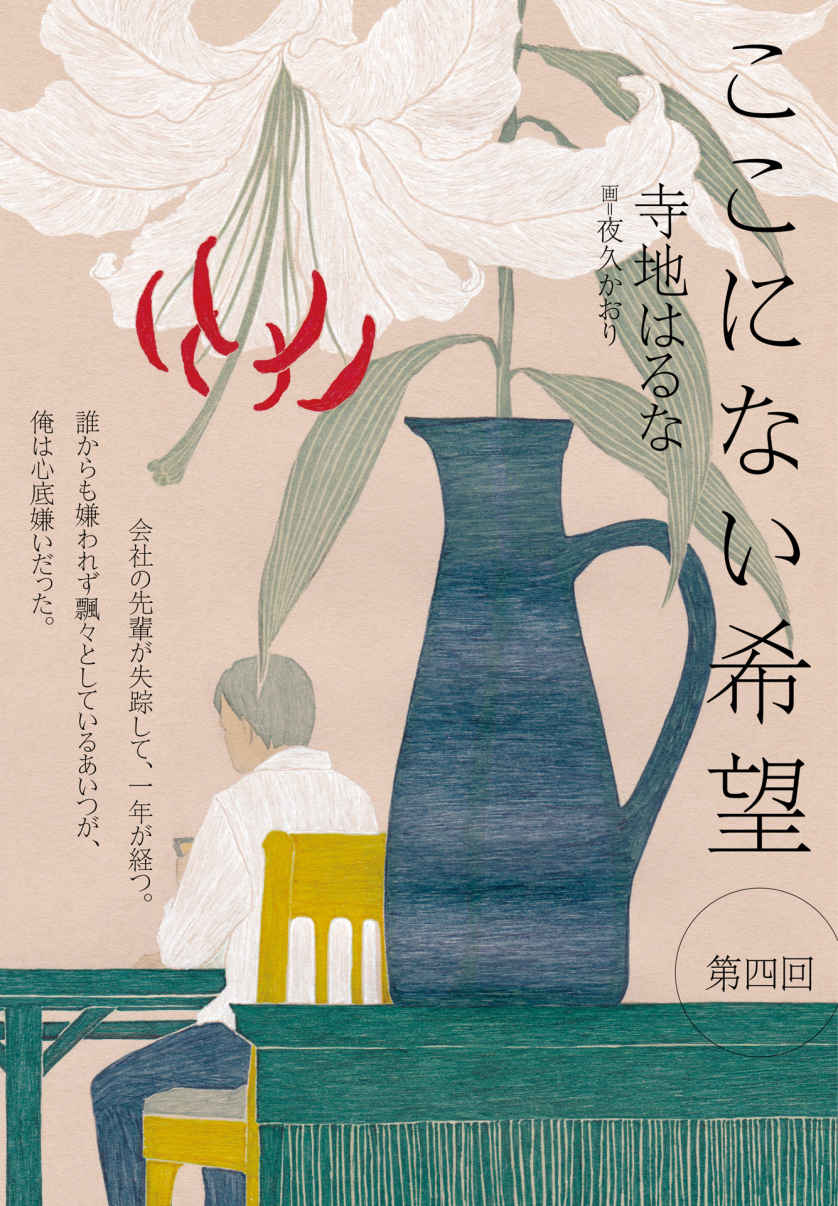 ここにない希望
寺地はるな
画=夜久かおり
第四回
会社の先輩が失踪して、一年が経つ。
誰からも嫌われず飄々としているあいつが、
俺は心底嫌いだった。